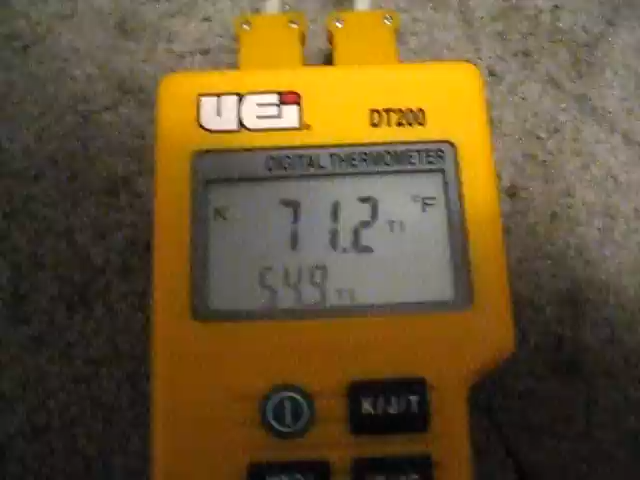 UEi
DT200
DIGITAL THERMOMETER
K 71.2 T1 °F
K/J/T